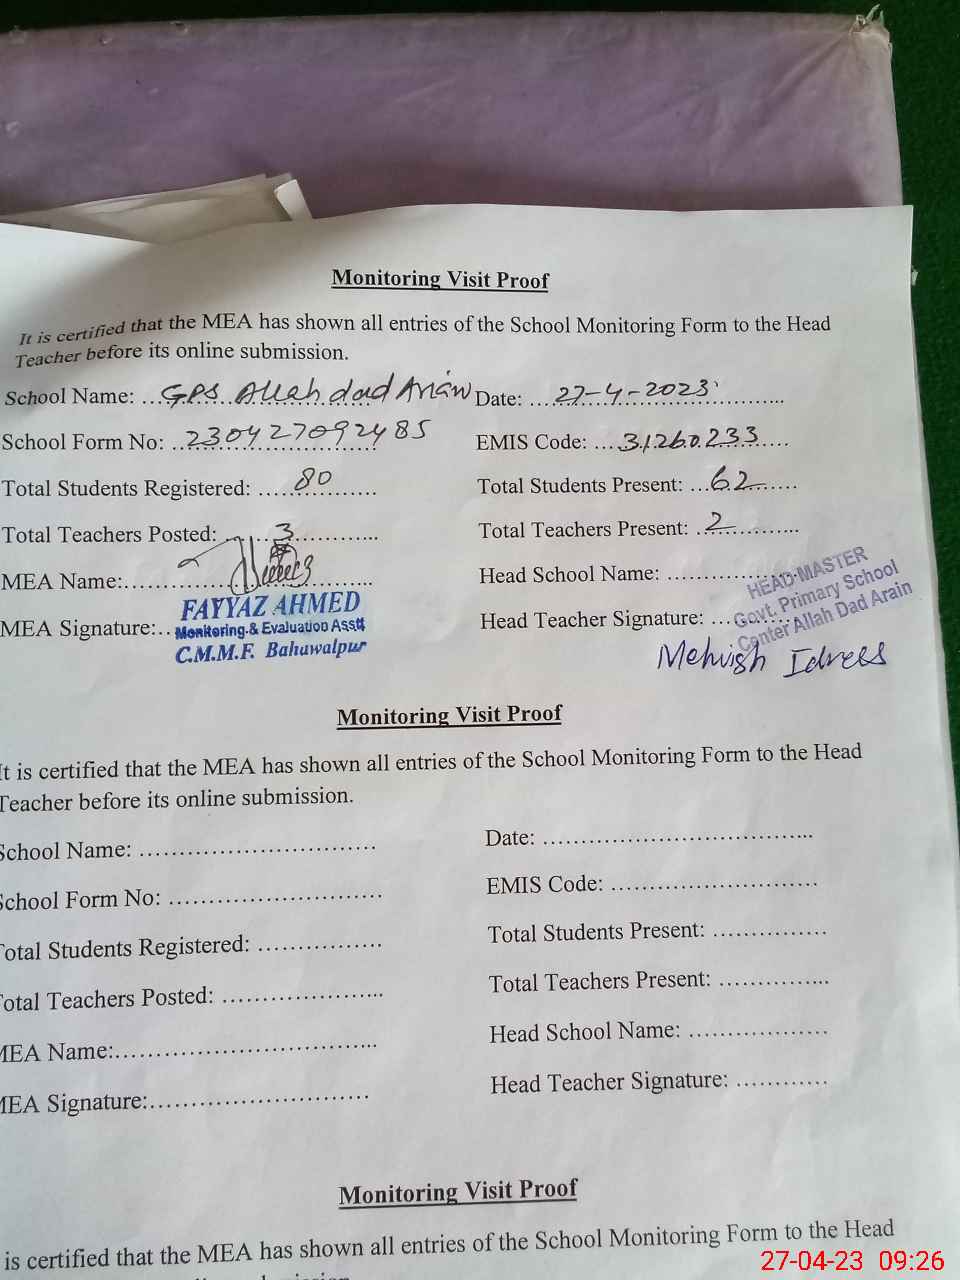 Monitoring Visit Proof
It is certified that the MEA has shown all entries of the School Monitoring Form to the Head
Teacher before its online submission.
School Name: ...GPS Allah dad Arian Date: ...27-4-2023...
School Form No: ..230427092485 EMIS Code: ...31260233...
Total Students Registered: ...80... Total Students Present: ...62...
Total Teachers Posted: ...3... Total Teachers Present: ..2...
MEA Name:... Head School Name: ...
HEAD-MASTER
Govt. Primary School
Center Allah Dad Arain
FAYYAZ AHMED
MEA Signature:.. Monitoring & Evaluation Asstt Head Teacher Signature: ...
C.M.M.F. Bahawalpur
Mehvish Idrees
Monitoring Visit Proof
It is certified that the MEA has shown all entries of the School Monitoring Form to the Head
Teacher before its online submission.
School Name: ... Date: ...
School Form No: ... EMIS Code: ...
Total Students Registered: ... Total Students Present: ...
Total Teachers Posted: ... Total Teachers Present: ...
MEA Name:... Head School Name: ...
MEA Signature:... Head Teacher Signature: ...
Monitoring Visit Proof
is certified that the MEA has shown all entries of the School Monitoring Form to the Head
27-04-23 09:26